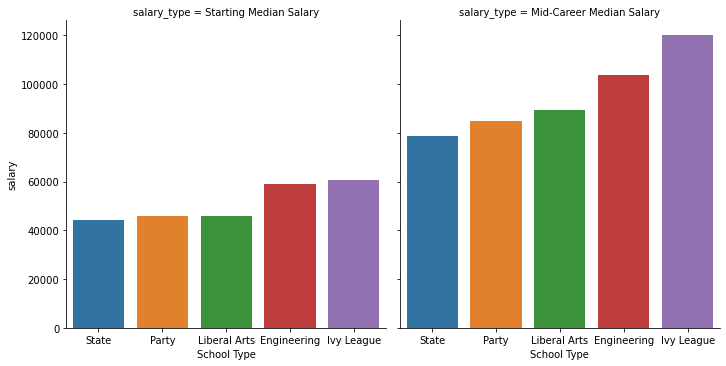 salary_type = Starting Median Salary
salary_type = Mid-Career Median Salary
120000
100000
80000
60000
40000
20000
0
salary
State Party Liberal Arts Engineering Ivy League
School Type
State Party Liberal Arts Engineering Ivy League
School Type